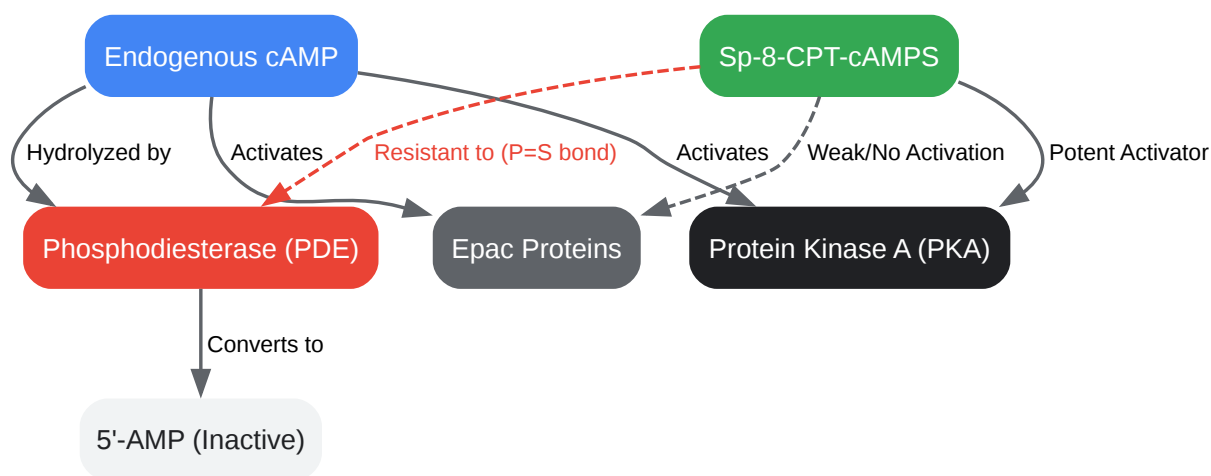 Endogenous cAMP
Sp-8-CPT-cAMPS
Hydrolyzed by
Activates
Resistant to (P=S bond)
Activates
Weak/No Activation
Potent Activator
Phosphodiesterase (PDE)
Epac Proteins
Protein Kinase A (PKA)
Converts to
5'-AMP (Inactive)